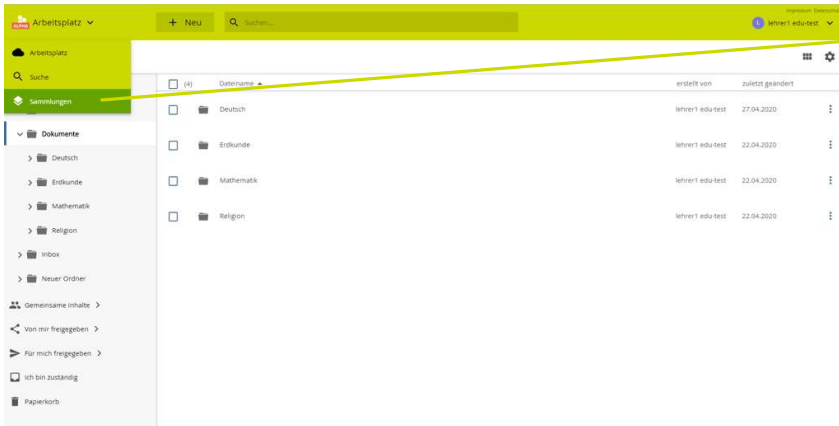 Impressum Datenschutz
ALPHA Arbeitsplatz
+ Neu
Suchen...
L lehrer1 edu-test
Arbeitsplatz
Suche
Sammlungen
Dokumente
Deutsch
Erdkunde
Mathematik
Religion
Inbox
Neuer Ordner
Gemeinsame Inhalte
Von mir freigegeben
Für mich freigegeben
Ich bin zuständig
Papierkorb
(4) Dateiname erstellt von zuletzt geändert
Deutsch lehrer1 edu-test 27.04.2020
Erdkunde lehrer1 edu-test 22.04.2020
Mathematik lehrer1 edu-test 22.04.2020
Religion lehrer1 edu-test 22.04.2020